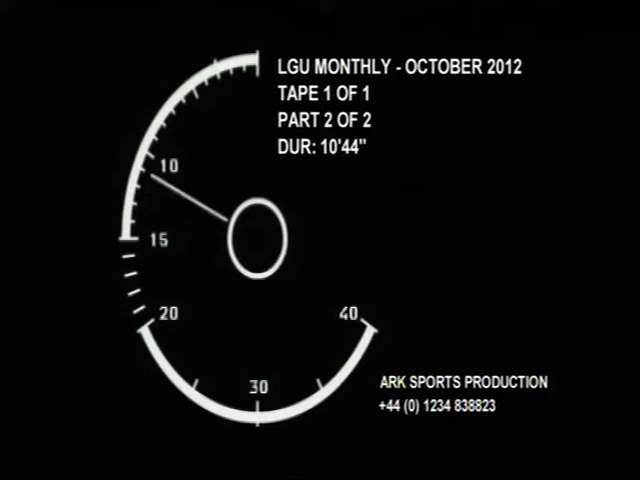 LGU MONTHLY - OCTOBER 2012
TAPE 1 OF 1
PART 2 OF 2
DUR: 10'44"
10
15
20
40
30
ARK SPORTS PRODUCTION
+44 (0) 1234 838823